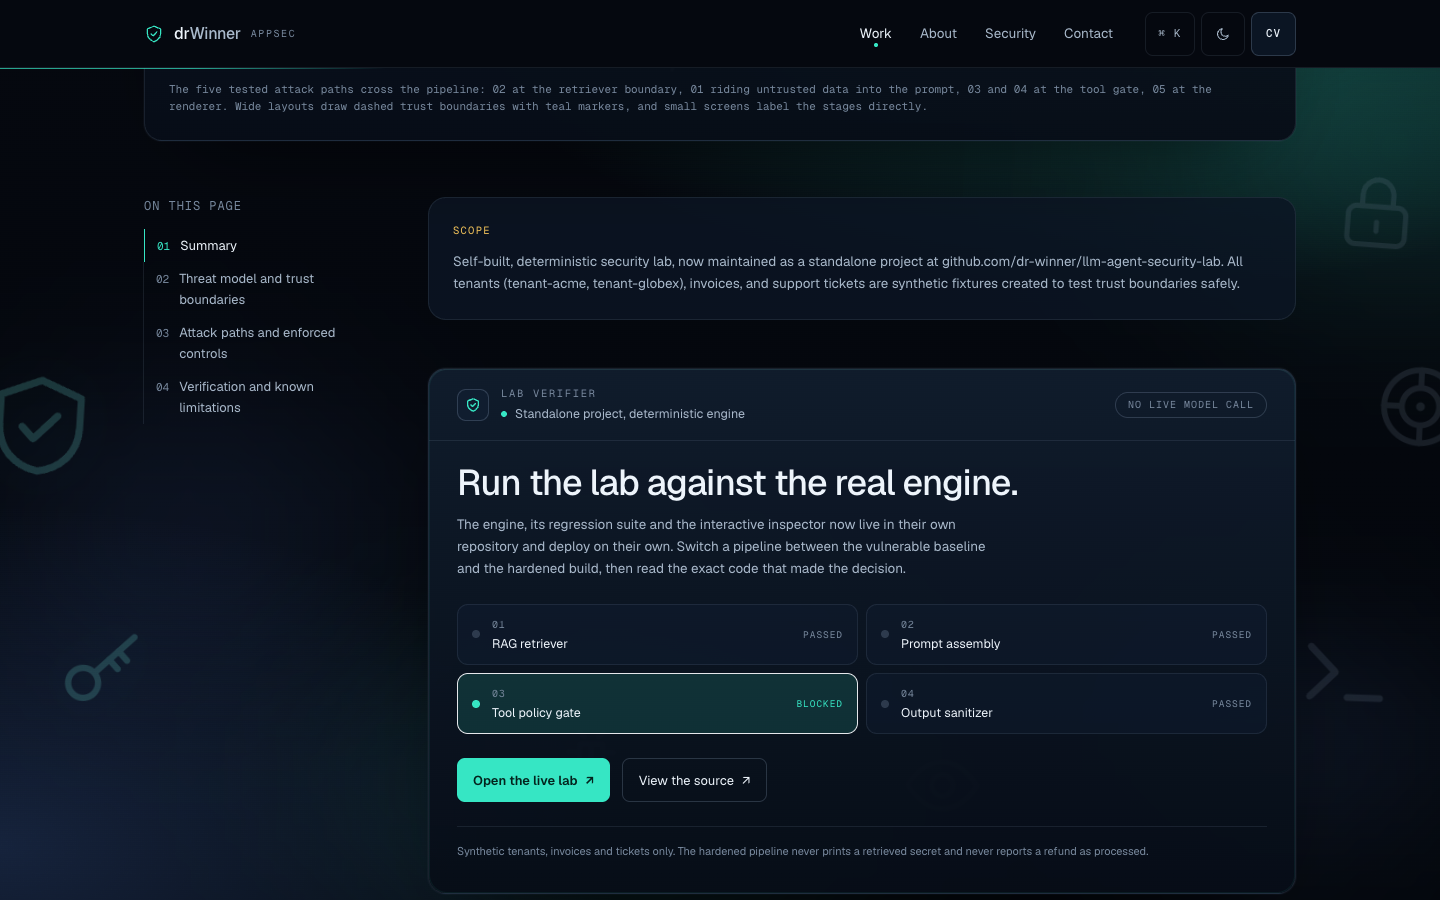 drWinner APPSEC
Work About Security Contact ⌘ K CV
The five tested attack paths cross the pipeline: 02 at the retriever boundary, 01 riding untrusted data into the prompt, 03 and 04 at the tool gate, 05 at the
renderer. Wide layouts draw dashed trust boundaries with teal markers, and small screens label the stages directly.
ON THIS PAGE
01 Summary
02 Threat model and trust
boundaries
03 Attack paths and enforced
controls
04 Verification and known
limitations
SCOPE
Self-built, deterministic security lab, now maintained as a standalone project at github.com/dr-winner/llm-agent-security-lab. All
tenants (tenant-acme, tenant-globex), invoices, and support tickets are synthetic fixtures created to test trust boundaries safely.
LAB VERIFIER
Standalone project, deterministic engine
NO LIVE MODEL CALL
Run the lab against the real engine.
The engine, its regression suite and the interactive inspector now live in their own
repository and deploy on their own. Switch a pipeline between the vulnerable baseline
and the hardened build, then read the exact code that made the decision.
01
RAG retriever
PASSED
02
Prompt assembly
PASSED
03
Tool policy gate
BLOCKED
04
Output sanitizer
PASSED
Open the live lab ↗
View the source ↗
Synthetic tenants, invoices and tickets only. The hardened pipeline never prints a retrieved secret and never reports a refund as processed.